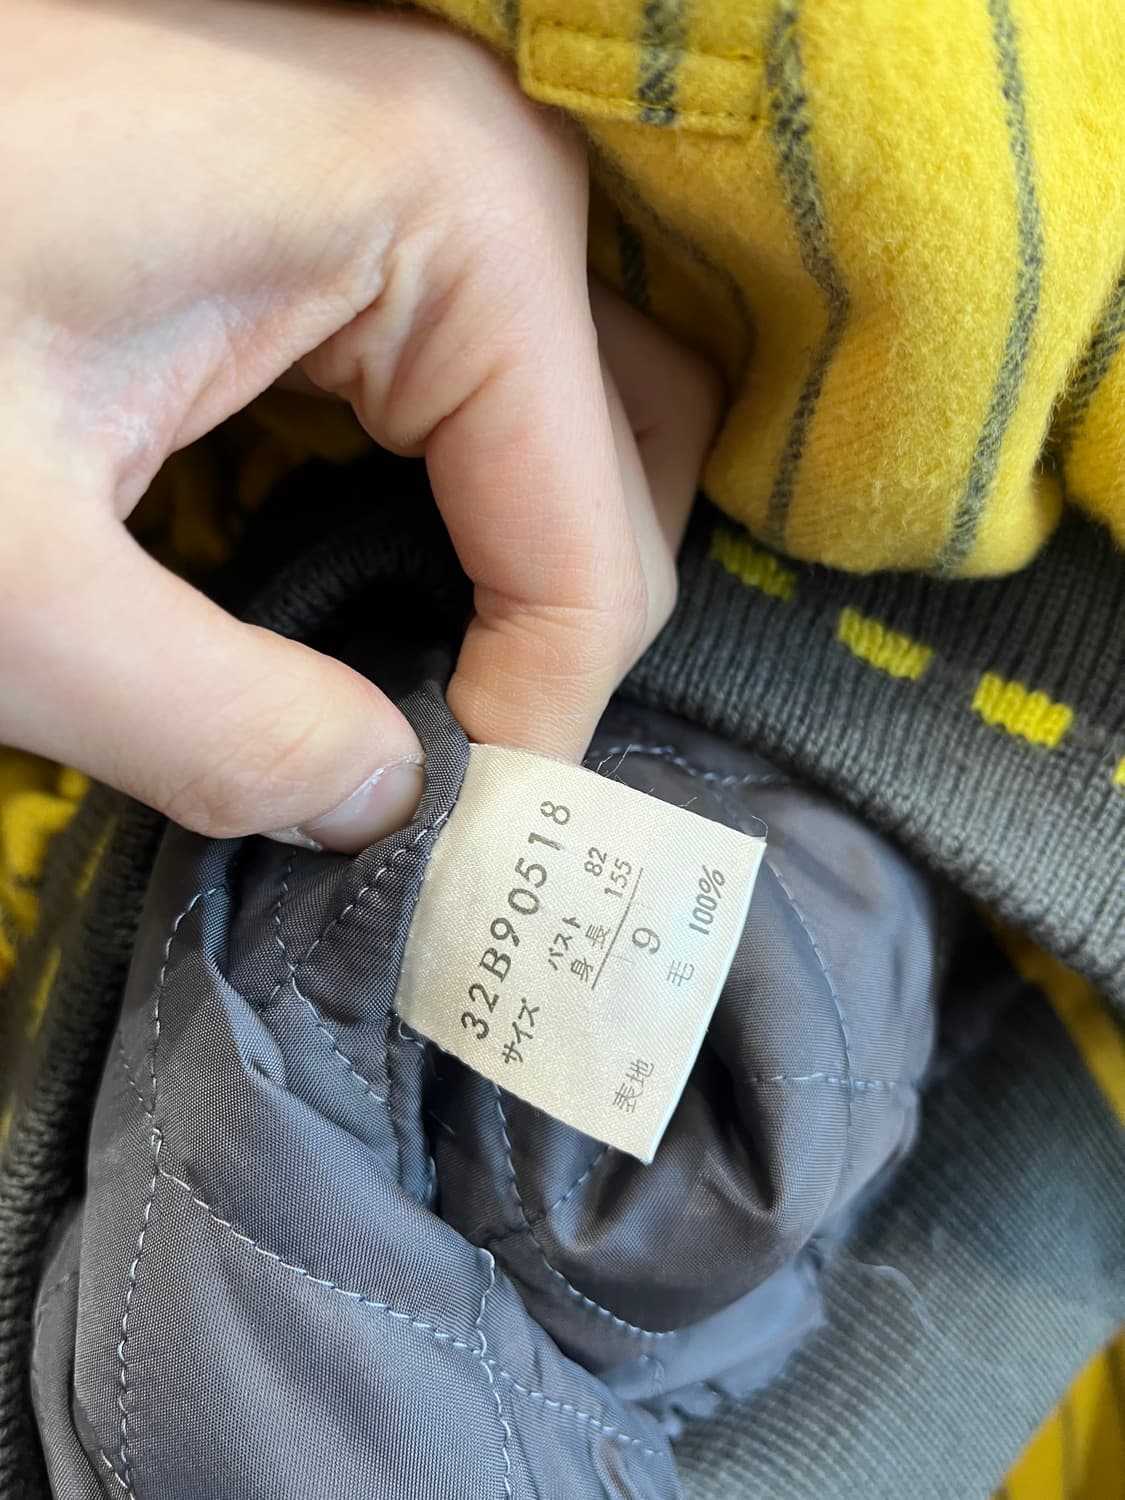 32B90518
サイズ
バスト 82
身長 155
9
表地 毛 100%